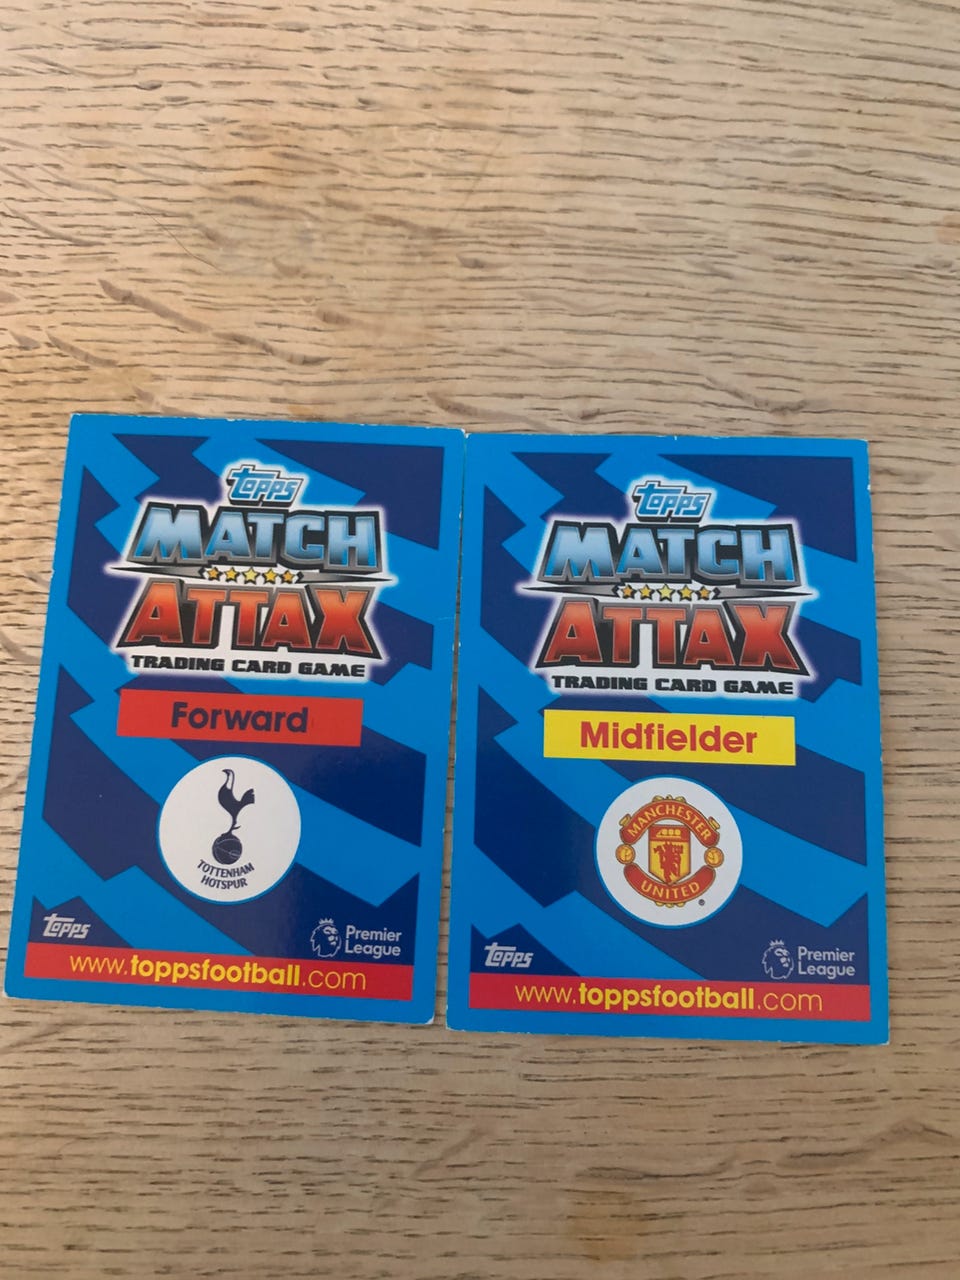 Topps
MATCH
ATTAX
TRADING CARD GAME
Forward
TOTTENHAM
HOTSPUR
Topps
Premier
League
www.toppsfootball.com
Topps
MATCH
ATTAX
TRADING CARD GAME
Midfielder
MANCHESTER
UNITED
®
Topps
Premier
League
www.toppsfootball.com